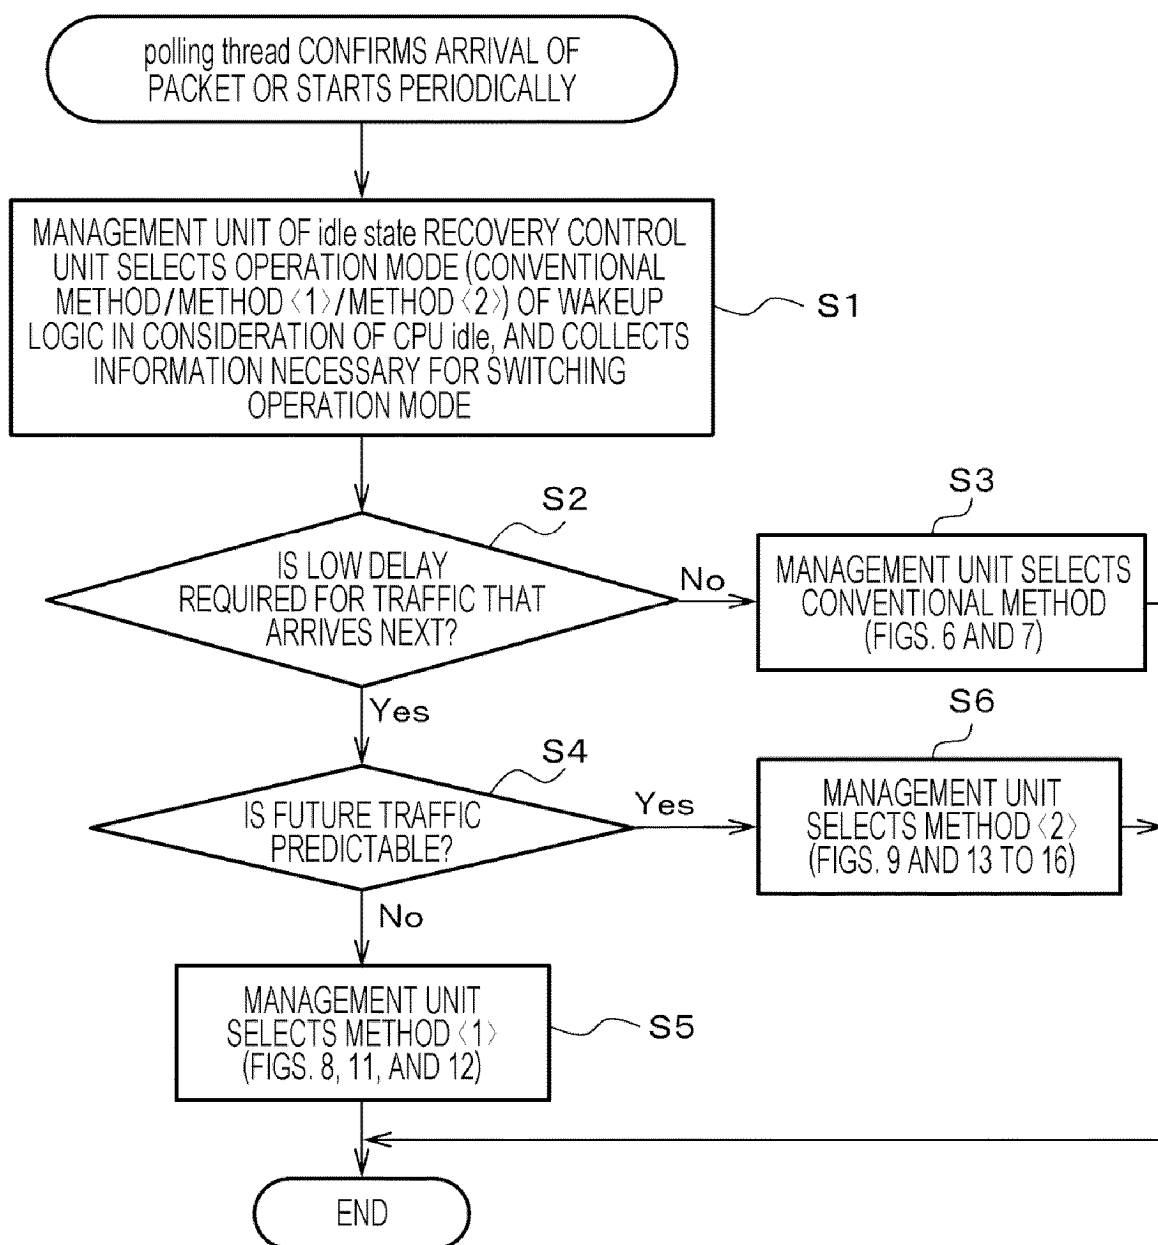 polling thread CONFIRMS ARRIVAL OF
PACKET OR STARTS PERIODICALLY
MANAGEMENT UNIT OF idle state RECOVERY CONTROL
UNIT SELECTS OPERATION MODE (CONVENTIONAL
METHOD/METHOD〈1〉/METHOD〈2〉) OF WAKEUP
LOGIC IN CONSIDERATION OF CPU idle, AND COLLECTS
INFORMATION NECESSARY FOR SWITCHING
OPERATION MODE
S1
S2
IS LOW DELAY
REQUIRED FOR TRAFFIC THAT
ARRIVES NEXT?
No
S3
MANAGEMENT UNIT SELECTS
CONVENTIONAL METHOD
(FIGS. 6 AND 7)
Yes
S4
IS FUTURE TRAFFIC
PREDICTABLE?
Yes
S6
MANAGEMENT UNIT
SELECTS METHOD〈2〉
(FIGS. 9 AND 13 TO 16)
No
MANAGEMENT UNIT
SELECTS METHOD〈1〉
(FIGS. 8, 11, AND 12)
S5
END